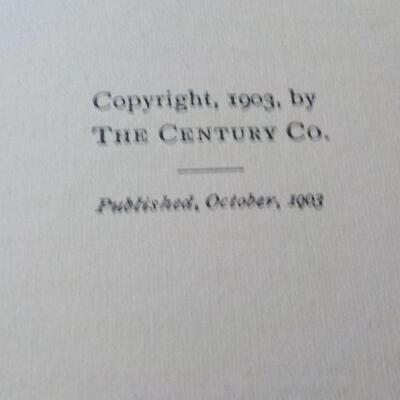 Copyright, 1903, by
THE CENTURY CO.
Published, October, 1903